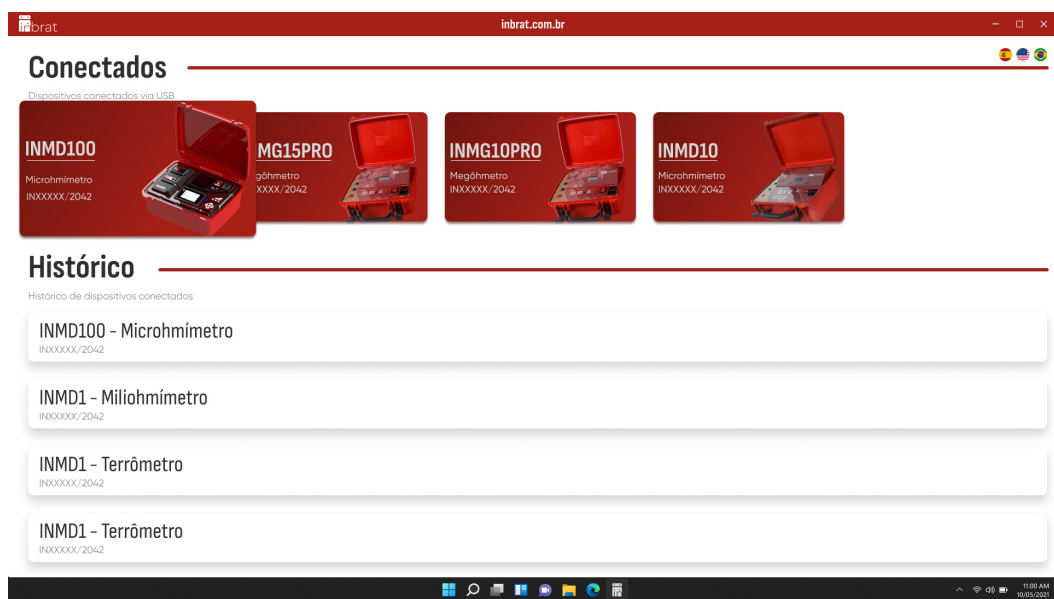 inbrat
inbrat.com.br
Conectados
Dispositivos conectados via USB
INMD100
Microhmímetro
INXXXXX/2042
MG15PRO
gôhmetro
XXXX/2042
INMG10PRO
Megôhmetro
INXXXXX/2042
INMD10
Microhmímetro
INXXXXX/2042
Histórico
Histórico de dispositivos conectados
INMD100 - Microhmímetro
INXXXXX/2042
INMD1 - Miliohmímetro
INXXXXX/2042
INMD1 - Terrômetro
INXXXXX/2042
INMD1 - Terrômetro
INXXXXX/2042
11:00 AM
10/05/2021